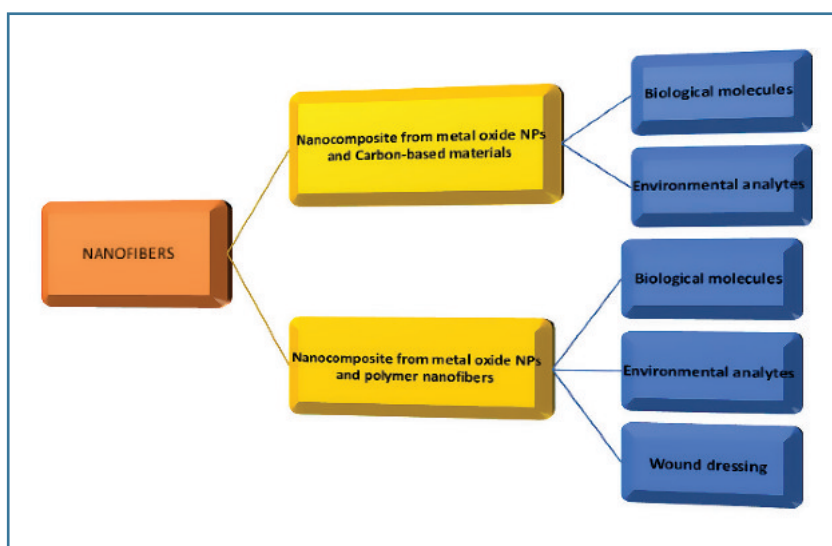 NANOFIBERS
Nanocomposite from metal oxide NPs
and Carbon-based materials
Biological molecules
Environmental analytes
Nanocomposite from metal oxide NPs
and polymer nanofibers
Biological molecules
Environmental analytes
Wound dressing